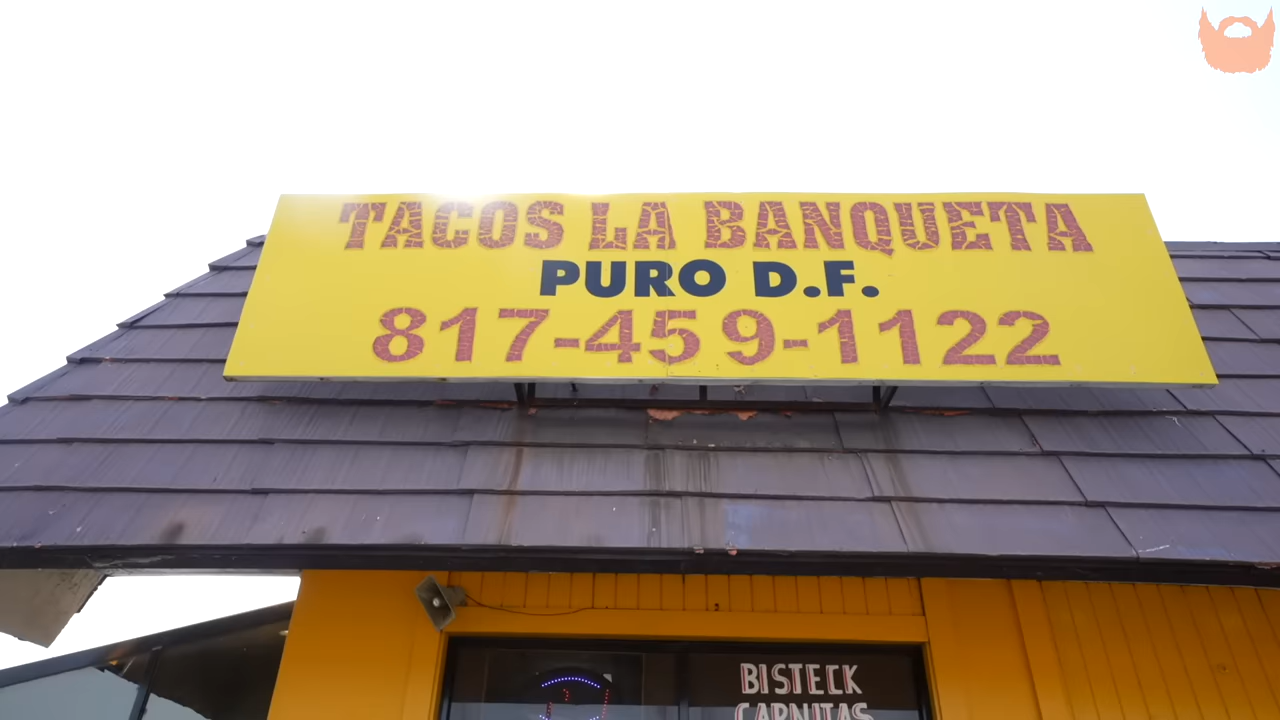 TACOS LA BANQUETA
PURO D.F.
817-459-1122
BISTECK
CARNITAS